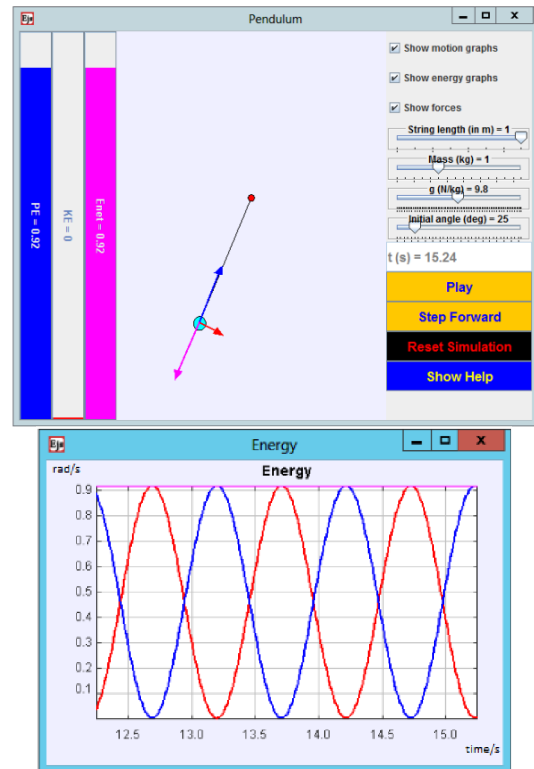 Ejs
Pendulum
PE = 0.92
KE = 0
Enet = 0.92
Show motion graphs
Show energy graphs
Show forces
String length (in m) = 1
Mass (kg) = 1
g (N/kg) = 9.8
Initial angle (deg) = 25
t (s) = 15.24
Play
Step Forward
Reset Simulation
Show Help
Ejs
Energy
rad/s
Energy
0.9
0.8
0.7
0.6
0.5
0.4
0.3
0.2
0.1
12.5 13.0 13.5 14.0 14.5 15.0
time/s